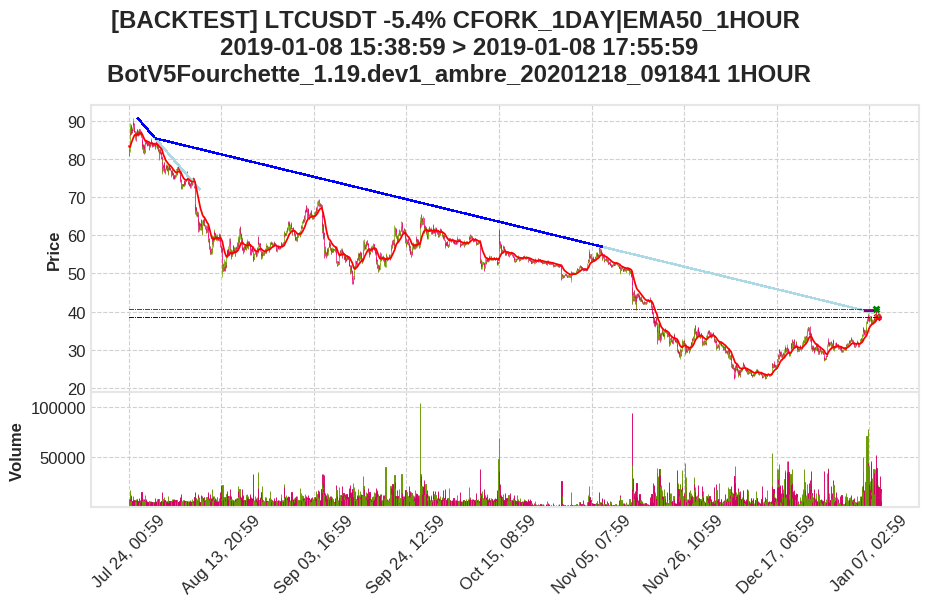 [BACKTEST] LTCUSDT -5.4% CFORK_1DAY|EMA50_1HOUR
2019-01-08 15:38:59 > 2019-01-08 17:55:59
BotV5Fourchette_1.19.dev1_ambre_20201218_091841 1HOUR
Price
90
80
70
60
50
40
30
20
Volume
100000
50000
Jul 24, 00:59
Aug 13, 20:59
Sep 03, 16:59
Sep 24, 12:59
Oct 15, 08:59
Nov 05, 07:59
Nov 26, 10:59
Dec 17, 06:59
Jan 07, 02:59